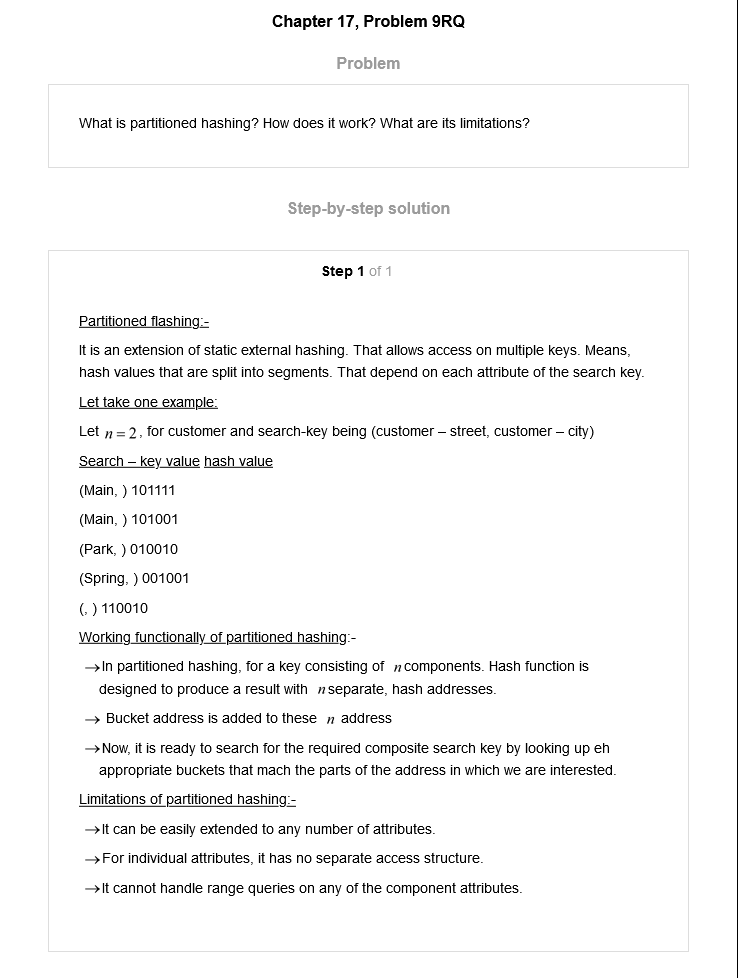 Chapter 17, Problem 9RQ
Problem
What is partitioned hashing? How does it work? What are its limitations?
Step-by-step solution
Step 1 of 1
Partitioned flashing:-
It is an extension of static external hashing. That allows access on multiple keys. Means,
hash values that are split into segments. That depend on each attribute of the search key.
Let take one example:
Let n = 2, for customer and search-key being (customer – street, customer – city)
Search – key value hash value
(Main, ) 101111
(Main, ) 101001
(Park, ) 010010
(Spring, ) 001001
(, ) 110010
Working functionally of partitioned hashing:-
→In partitioned hashing, for a key consisting of n components. Hash function is
designed to produce a result with n separate, hash addresses.
→ Bucket address is added to these n address
→Now, it is ready to search for the required composite search key by looking up eh
appropriate buckets that mach the parts of the address in which we are interested.
Limitations of partitioned hashing:-
→It can be easily extended to any number of attributes.
→For individual attributes, it has no separate access structure.
→It cannot handle range queries on any of the component attributes.